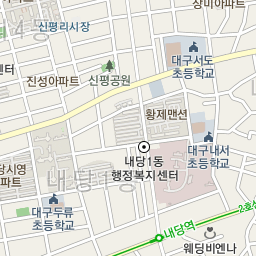 상미아파트
신평리시장
대구서도
초등학교
센터
진성아파트
신평공원
황제맨션
대구내서
초등학교
내당1동
행정복지센터
당시영
파트
내당1동
대구두류
초등학교
2호선
내당역
웨딩비엔나